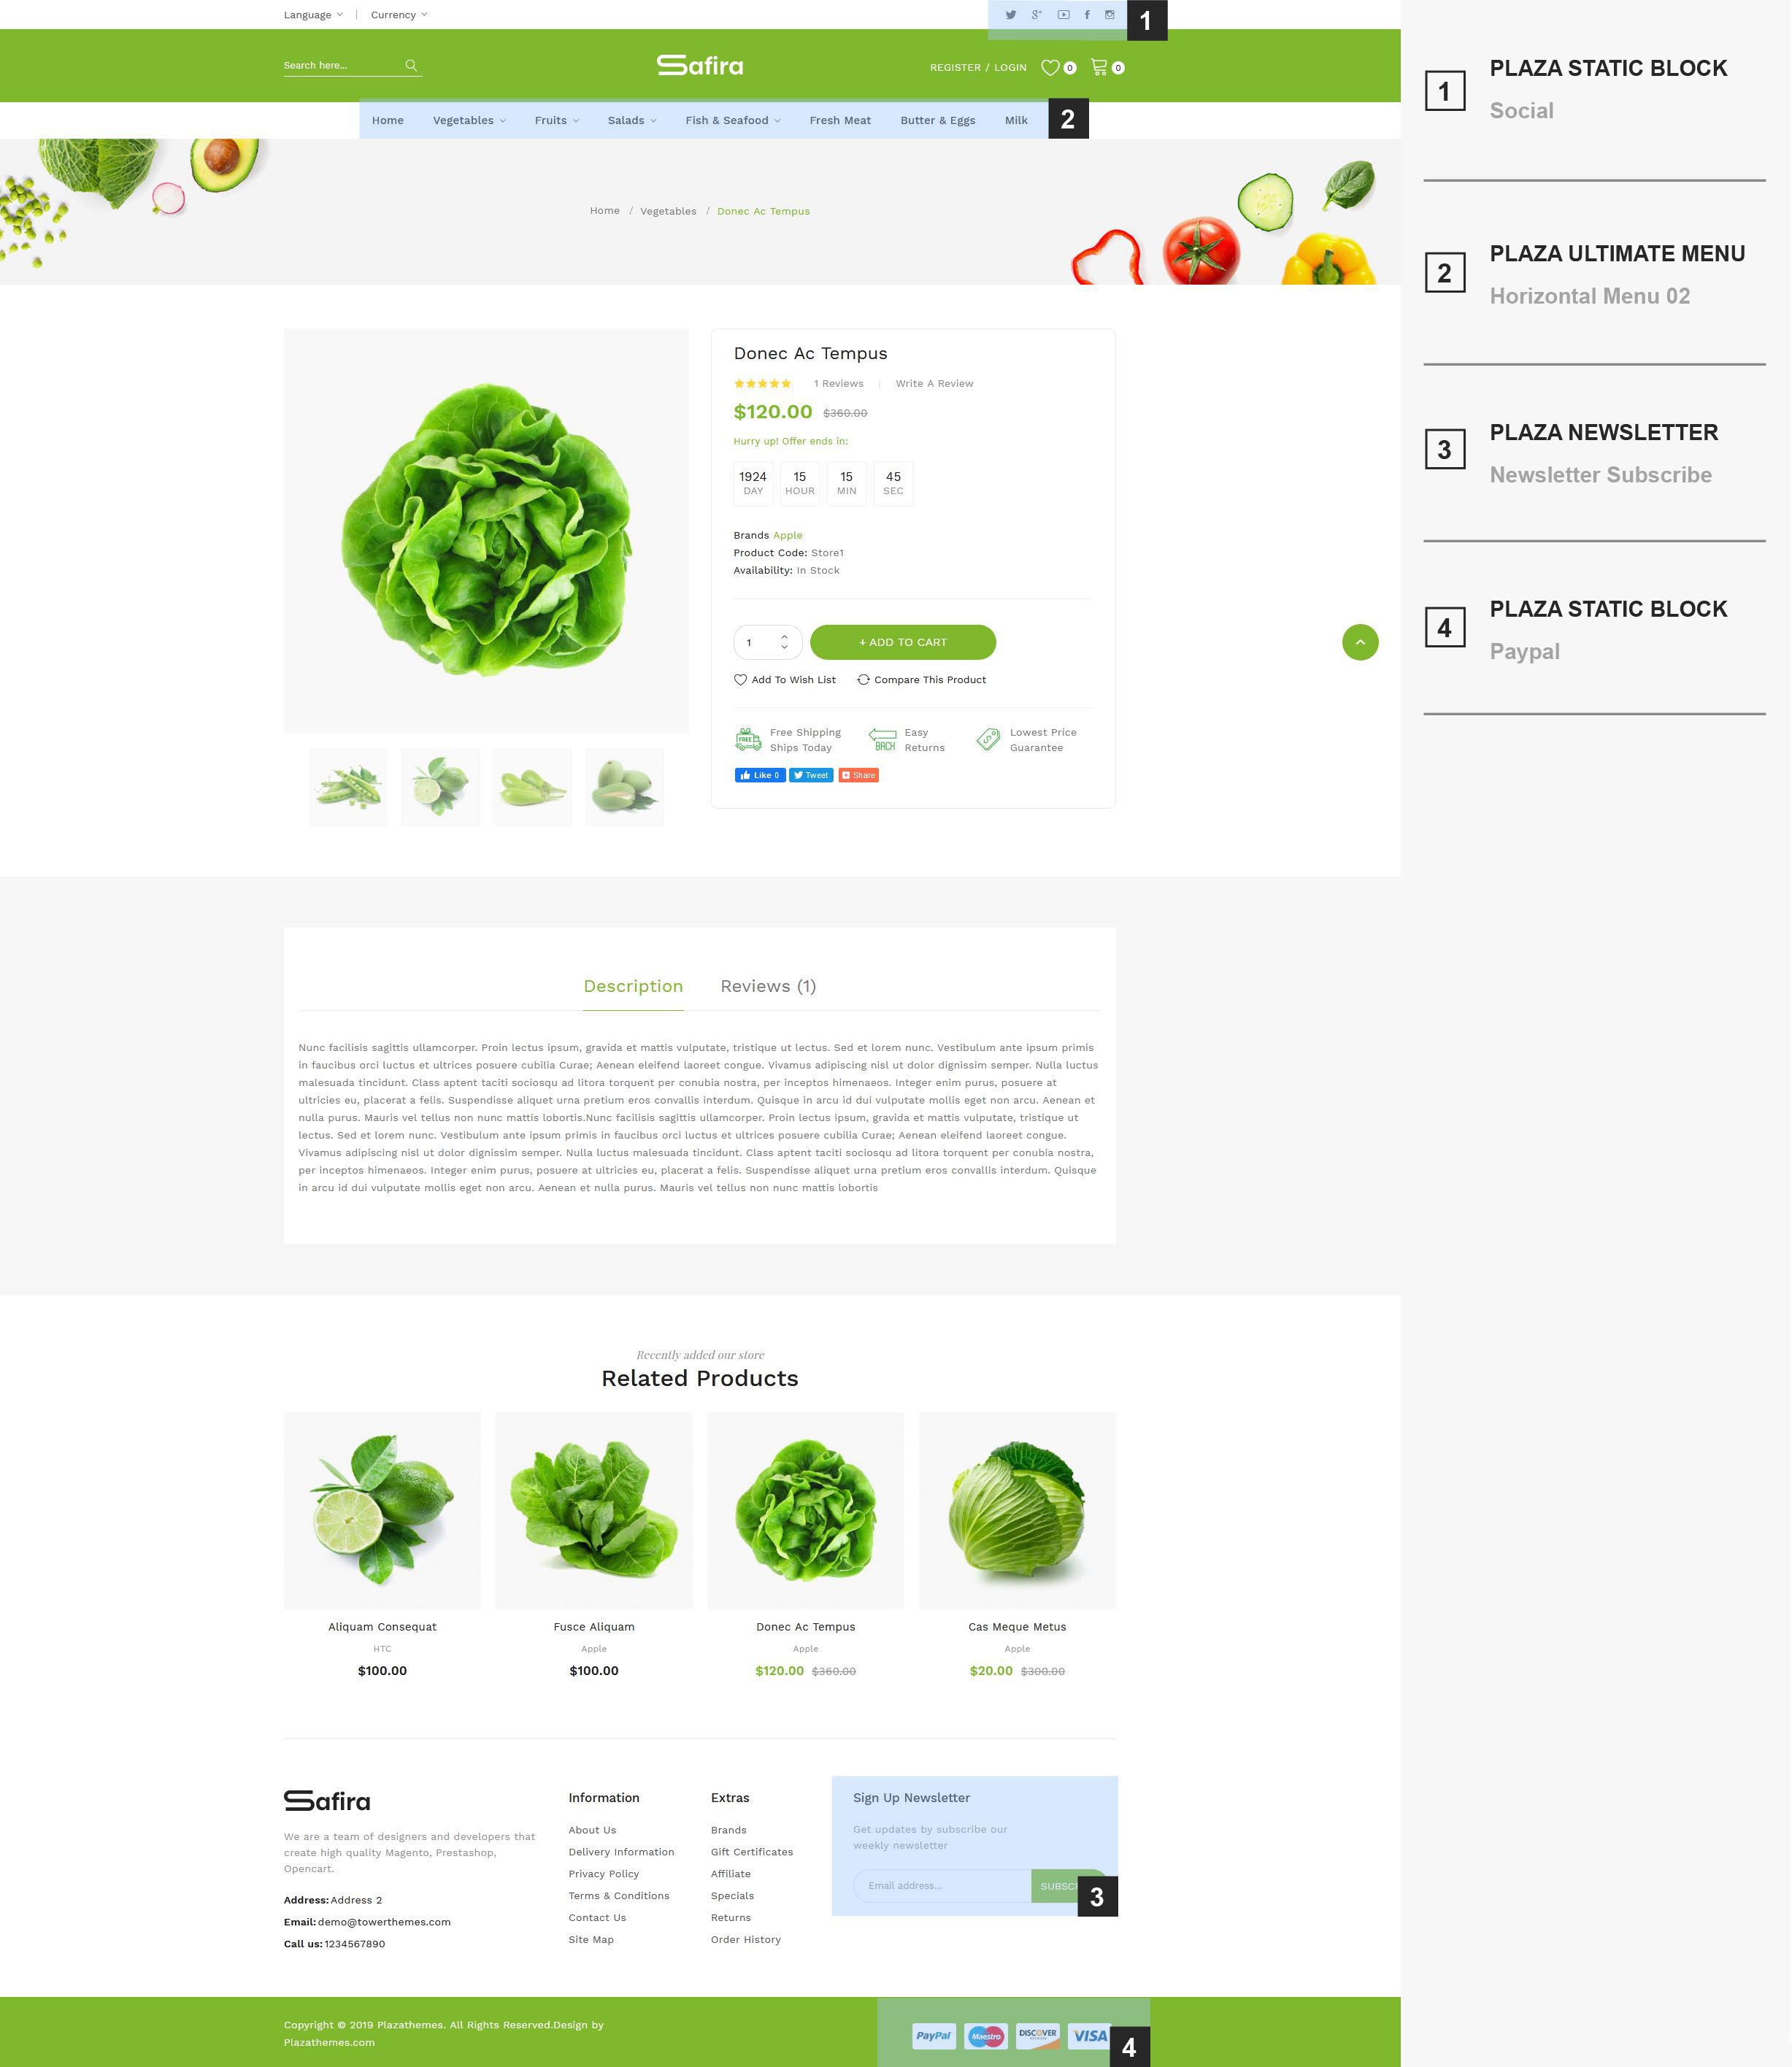 Language
Currency
1
Search here...
Safira
REGISTER / LOGIN
0
0
Home
Vegetables
Fruits
Salads
Fish & Seafood
Fresh Meat
Butter & Eggs
Milk
2
Home / Vegetables / Donec Ac Tempus
Donec Ac Tempus
1 Reviews | Write A Review
$120.00 $360.00
Hurry up! Offer ends in:
1924 15 15 45
DAY HOUR MIN SEC
Brands Apple
Product Code: Store1
Availability: In Stock
1
+ ADD TO CART
Add To Wish List
Compare This Product
FREE
Free Shipping
Ships Today
BACK
Easy
Returns
Lowest Price
Guarantee
Like 0
Tweet
Share
Description
Reviews (1)
Nunc facilisis sagittis ullamcorper. Proin lectus ipsum, gravida et mattis vulputate, tristique ut lectus. Sed et lorem nunc. Vestibulum ante ipsum primis
in faucibus orci luctus et ultrices posuere cubilia Curae; Aenean eleifend laoreet congue. Vivamus adipiscing nisl ut dolor dignissim semper. Nulla luctus
malesuada tincidunt. Class aptent taciti sociosqu ad litora torquent per conubia nostra, per inceptos himenaeos. Integer enim purus, posuere at
ultricies eu, placerat a felis. Suspendisse aliquet urna pretium eros convallis interdum. Quisque in arcu id dui vulputate mollis eget non arcu. Aenean et
nulla purus. Mauris vel tellus non nunc mattis lobortis.Nunc facilisis sagittis ullamcorper. Proin lectus ipsum, gravida et mattis vulputate, tristique ut
lectus. Sed et lorem nunc. Vestibulum ante ipsum primis in faucibus orci luctus et ultrices posuere cubilia Curae; Aenean eleifend laoreet congue.
Vivamus adipiscing nisl ut dolor dignissim semper. Nulla luctus malesuada tincidunt. Class aptent taciti sociosqu ad litora torquent per conubia nostra,
per inceptos himenaeos. Integer enim purus, posuere at ultricies eu, placerat a felis. Suspendisse aliquet urna pretium eros convallis interdum. Quisque
in arcu id dui vulputate mollis eget non arcu. Aenean et nulla purus. Mauris vel tellus non nunc mattis lobortis
Recently added our store
Related Products
Aliquam Consequat
HTC
$100.00
Fusce Aliquam
Apple
$100.00
Donec Ac Tempus
Apple
$120.00 $360.00
Cas Meque Metus
Apple
$20.00 $300.00
Safira
We are a team of designers and developers that
create high quality Magento, Prestashop,
Opencart.
Address: Address 2
Email: demo@towerthemes.com
Call us: 1234567890
Information
About Us
Delivery Information
Privacy Policy
Terms & Conditions
Contact Us
Site Map
Extras
Brands
Gift Certificates
Affiliate
Specials
Returns
Order History
Sign Up Newsletter
Get updates by subscribe our
weekly newsletter
Email address...
3
Copyright © 2019 Plazathemes. All Rights Reserved.Design by
Plazathemes.com
PayPal
Maestro
DISCOVER
VISA
4
1
PLAZA STATIC BLOCK
Social
2
PLAZA ULTIMATE MENU
Horizontal Menu 02
3
PLAZA NEWSLETTER
Newsletter Subscribe
4
PLAZA STATIC BLOCK
Paypal